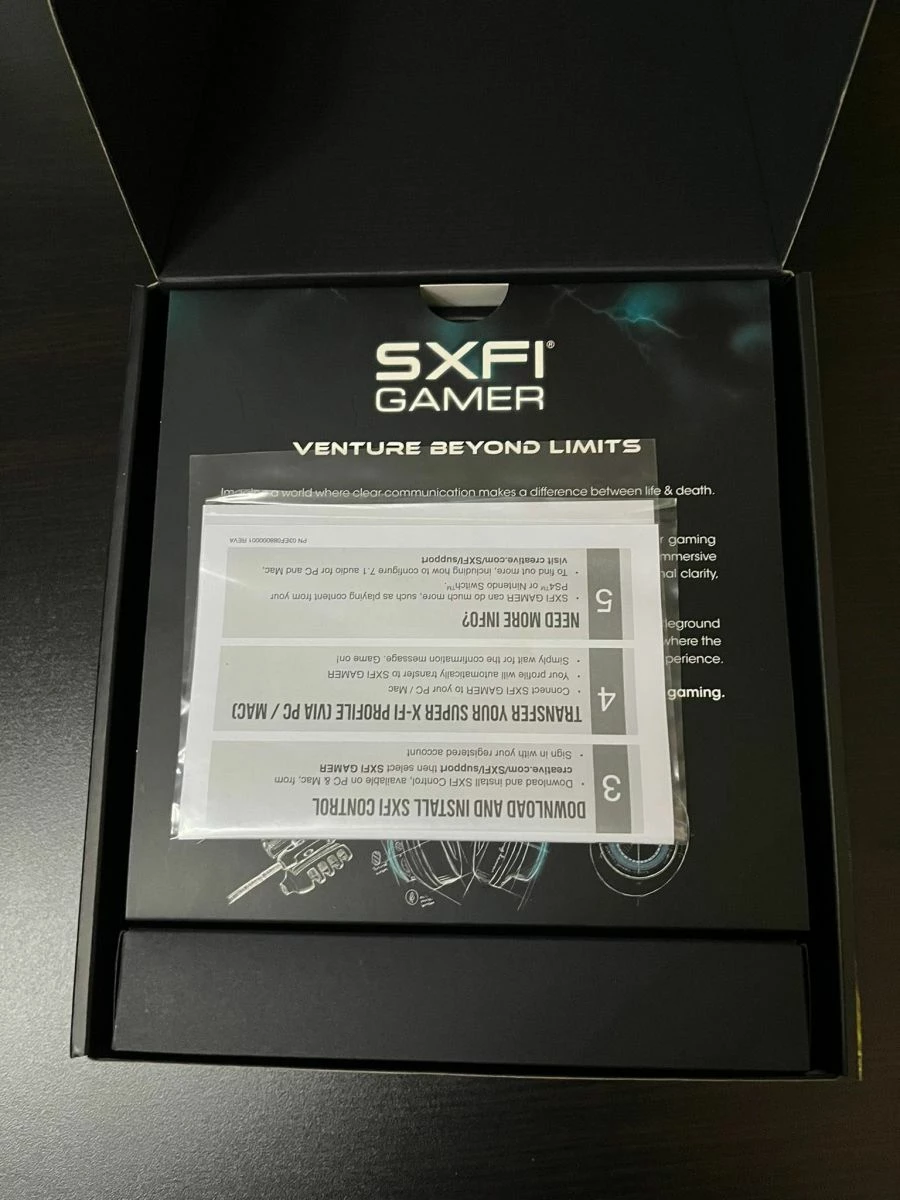 SXFI®
GAMER
VENTURE BEYOND LIMITS
a world where clear communication makes a difference between life & death.
gaming
clarity,
where the
gaming.
3
DOWNLOAD AND INSTALL SXFI CONTROL
• Download and install SXFI Control, available on PC & Mac, from
creative.com/SXFI/support then select SXFI GAMER
• Sign in with your registered account
4
TRANSFER YOUR SUPER X-FI PROFILE (VIA PC / MAC)
• Connect SXFI GAMER to your PC / Mac
• Your profile will automatically transfer to SXFI GAMER
• Simply wait for the confirmation message. Game on!
5
NEED MORE INFO?
• SXFI GAMER can do much more, such as playing content from your
PS4™ or Nintendo Switch™.
• To find out more, including how to configure 7.1 audio for PC and Mac,
visit creative.com/SXFI/support